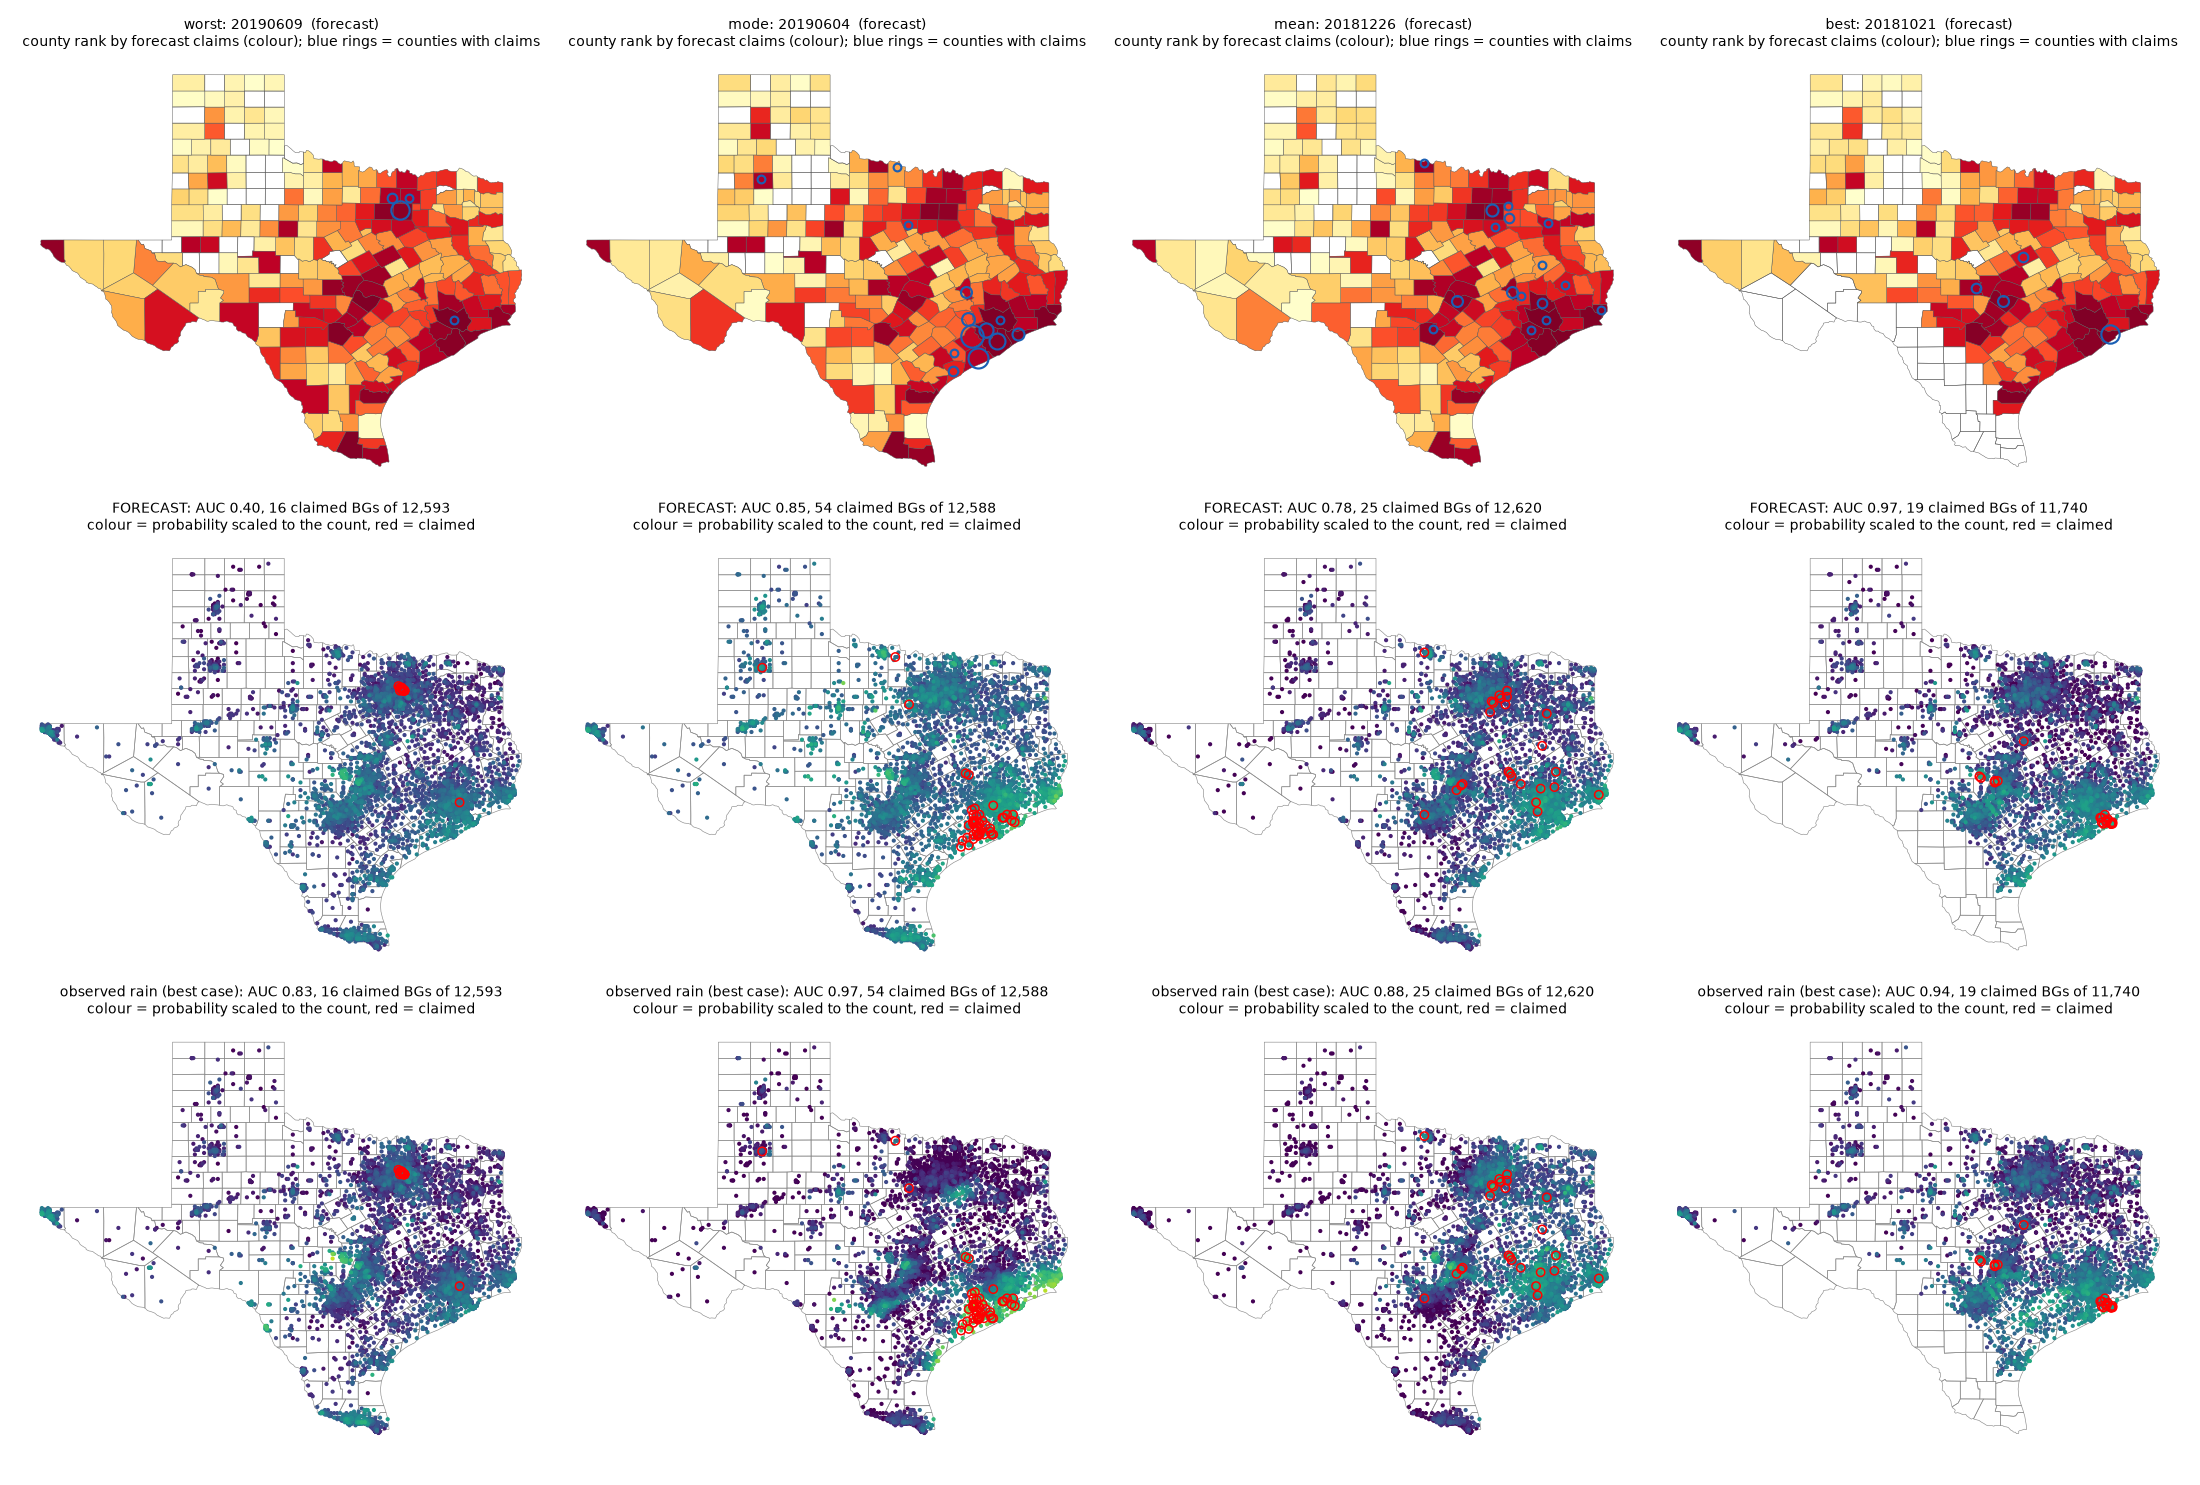 worst: 20190609  (forecast)
county rank by forecast claims (colour); blue rings = counties with claims
mode: 20190604  (forecast)
county rank by forecast claims (colour); blue rings = counties with claims
mean: 20181226  (forecast)
county rank by forecast claims (colour); blue rings = counties with claims
best: 20181021  (forecast)
county rank by forecast claims (colour); blue rings = counties with claims
FORECAST: AUC 0.40, 16 claimed BGs of 12,593
colour = probability scaled to the count, red = claimed
FORECAST: AUC 0.85, 54 claimed BGs of 12,588
colour = probability scaled to the count, red = claimed
FORECAST: AUC 0.78, 25 claimed BGs of 12,620
colour = probability scaled to the count, red = claimed
FORECAST: AUC 0.97, 19 claimed BGs of 11,740
colour = probability scaled to the count, red = claimed
observed rain (best case): AUC 0.83, 16 claimed BGs of 12,593
colour = probability scaled to the count, red = claimed
observed rain (best case): AUC 0.97, 54 claimed BGs of 12,588
colour = probability scaled to the count, red = claimed
observed rain (best case): AUC 0.88, 25 claimed BGs of 12,620
colour = probability scaled to the count, red = claimed
observed rain (best case): AUC 0.94, 19 claimed BGs of 11,740
colour = probability scaled to the count, red = claimed